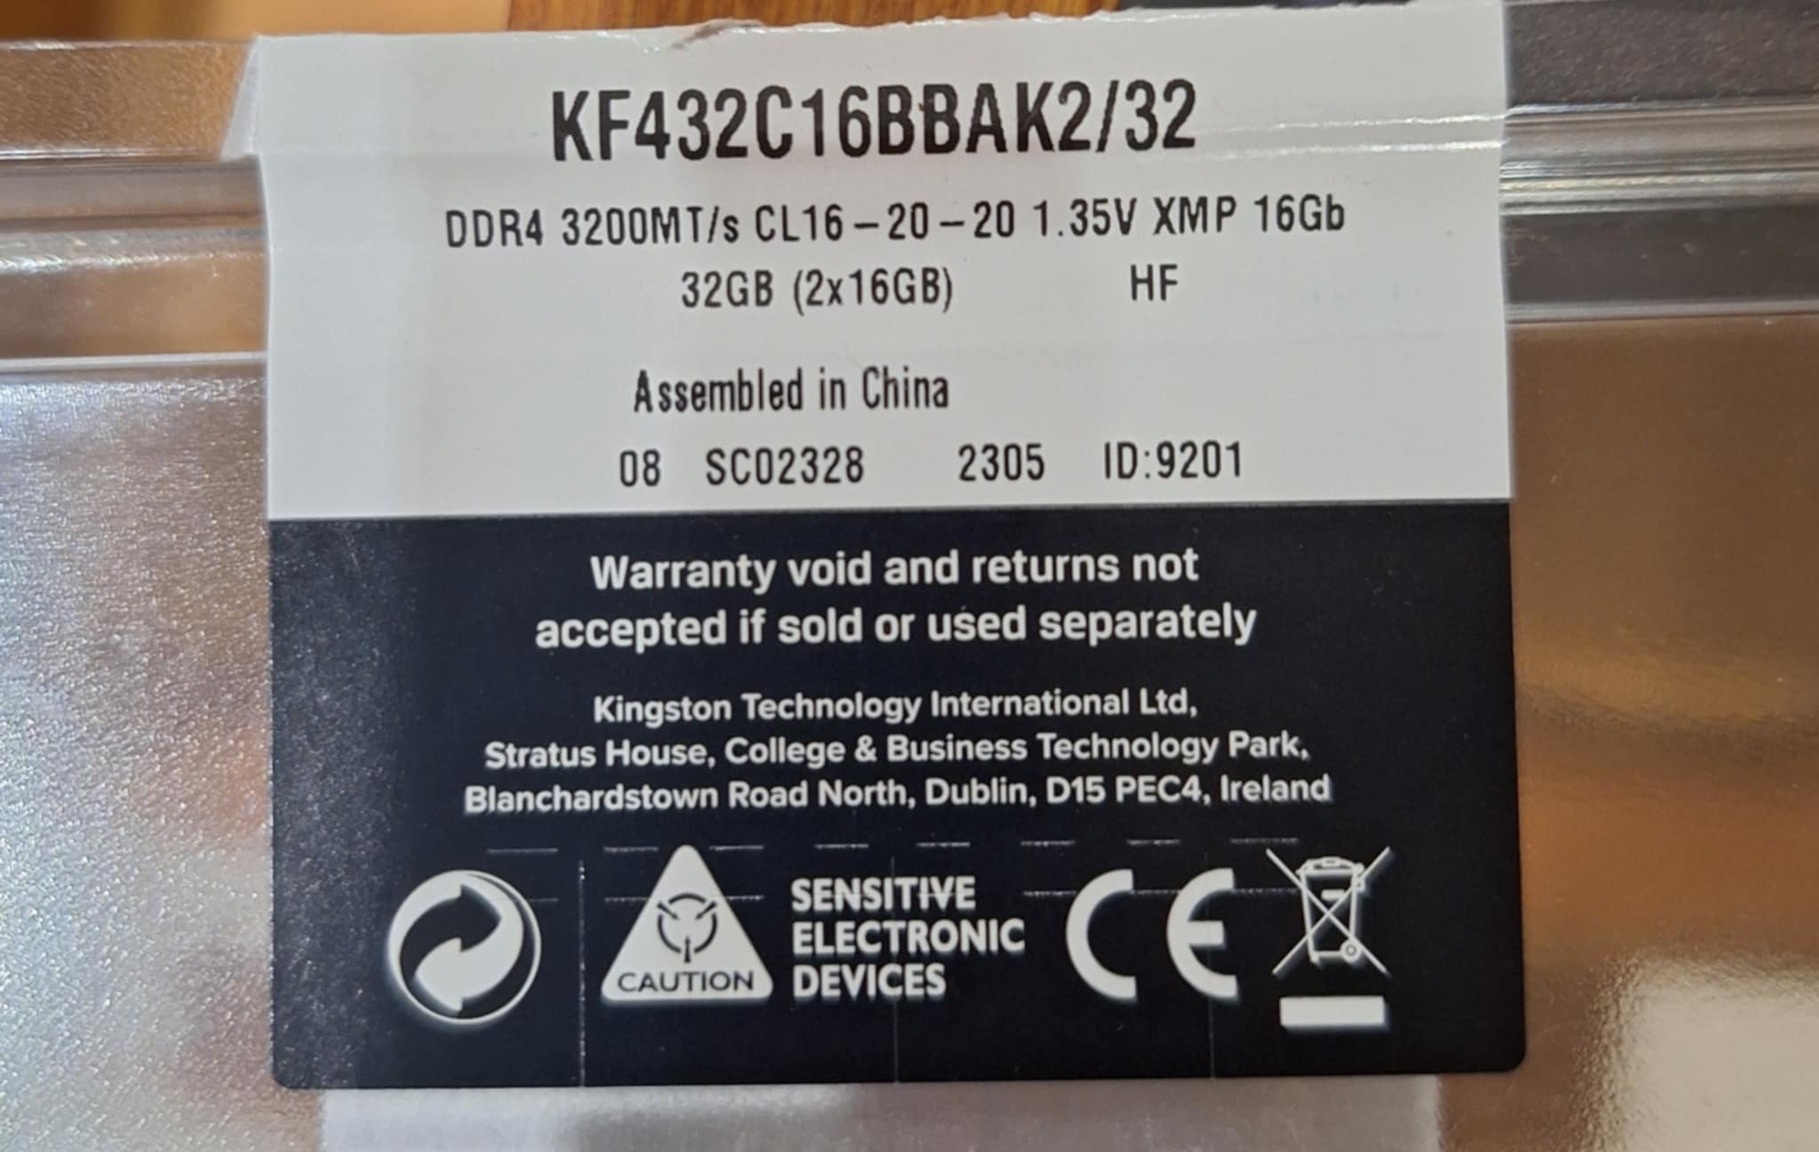 KF432C16BBAK2/32
DDR4 3200MT/s CL16-20-20 1.35V XMP 16Gb
32GB (2x16GB) HF
Assembled in China
08 SC02328 2305 ID:9201
Warranty void and returns not
accepted if sold or used separately
Kingston Technology International Ltd,
Stratus House, College & Business Technology Park,
Blanchardstown Road North, Dublin, D15 PEC4, Ireland
CAUTION
SENSITIVE
ELECTRONIC
DEVICES
CE